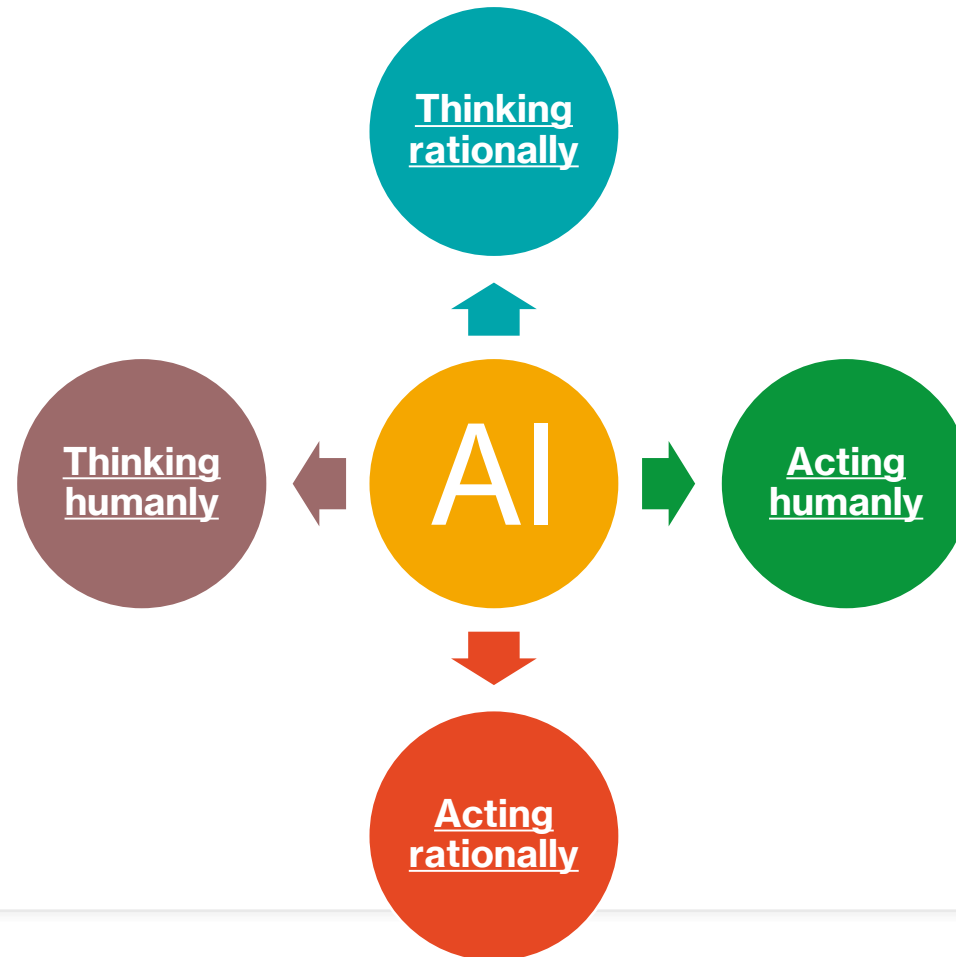 Thinking
rationally
Thinking
humanly
AI
Acting
humanly
Acting
rationally